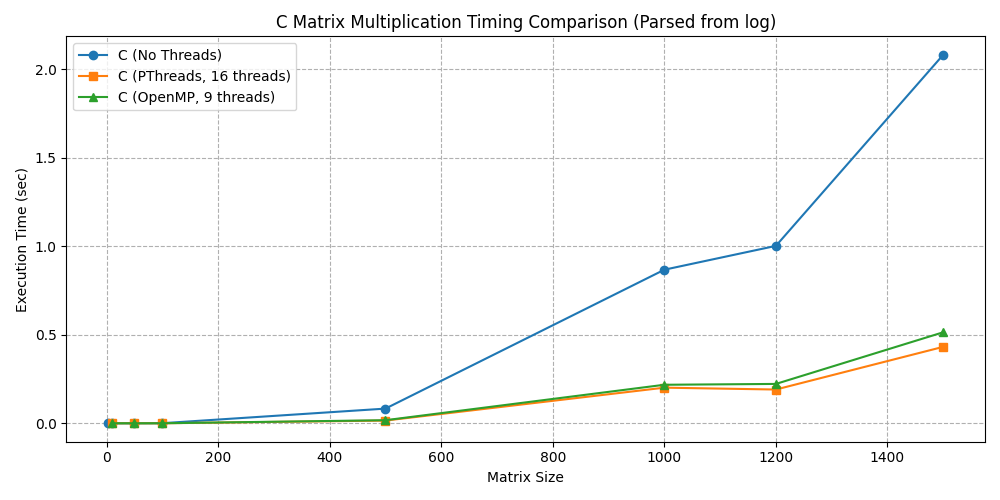 C Matrix Multiplication Timing Comparison (Parsed from log)
C (No Threads)
C (PThreads, 16 threads)
C (OpenMP, 9 threads)
Execution Time (sec)
2.0
1.5
1.0
0.5
0.0
0 200 400 600 800 1000 1200 1400
Matrix Size